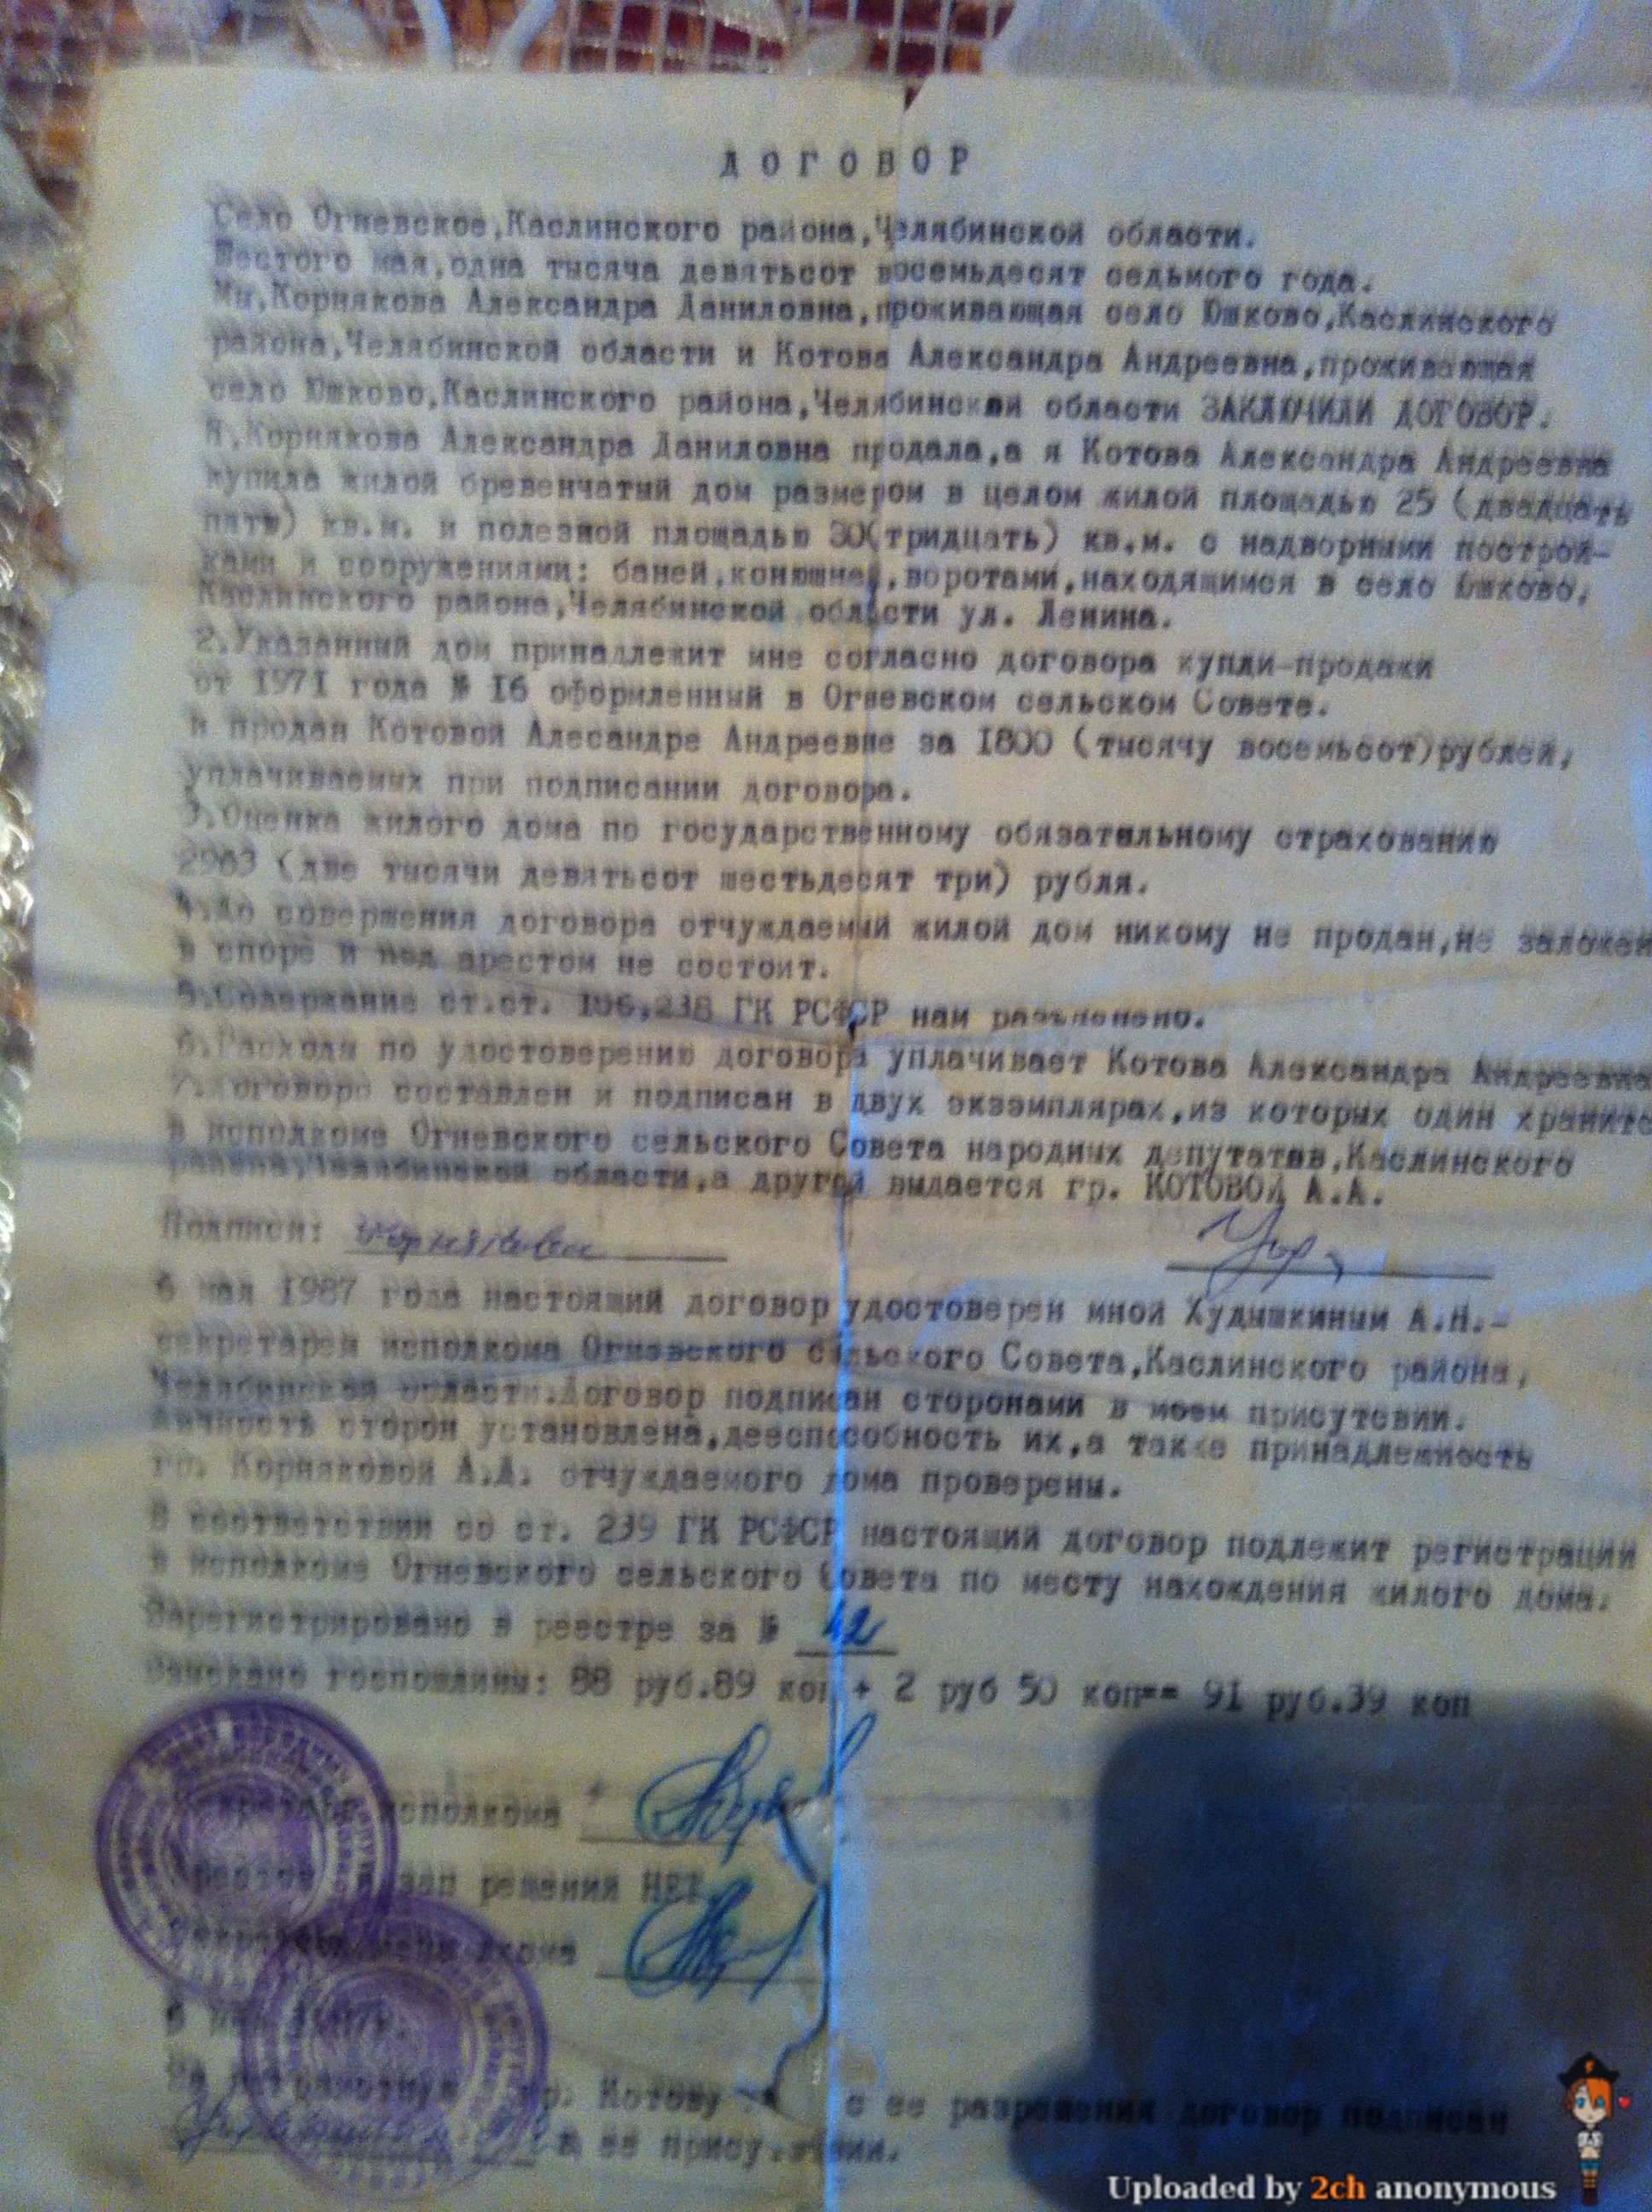 ДОГОВОР
Село Огневское,Каслинского района,Челябинской области.
Шестого мая,одна тысяча девятьсот восемьдесят седьмого года.
Мы,Корнякова Александра Даниловна,проживающая село Юшково,Каслинского
района,Челябинской области и Котова Александра Андреевна,проживающая
село Юшково,Каслинского района,Челябинской области ЗАКЛЮЧИЛИ ДОГОВОР.
Я,Корнякова Александра Даниловна продала,а я Котова Александра Андреевна
купила жилой бревенчатый дом размером в целом жилой площадью 25 (двадцать
пять) кв.м. и полезной площадью 30(тридцать) кв.м. с надворными построй-
ками и сооружениями: баней,конюшней,воротами,находящимся в село Юшково,
Каслинского района,Челябинской области ул. Ленина.
2.Указанный дом принадлежит мне согласно договора купли-продажи
от 1971 года № 16 оформленный в Огневском сельском Совете.
и продан Котовой Алесандре Андреевне за 1800 (тысячу восемьсот)рублей,
уплачиваемых при подписании договора.
3.Оценка жилого дома по государственному обязательному страхованию
2963 (две тысячи девятьсот шестьдесят три) рубля.
4.До совершения договора отчуждаемый жилой дом никому не продан,не заложен
в споре и под арестом не состоит.
5.Содержание ст.ст. 106,238 ГК РСФСР нам разъяснено.
6.Расходы по удостоверению договора уплачивает Котова Александра Андреевна
7.Договоро составлен и подписан в двух экземплярах,из которых один хранитс
в исполкоме Огневского сельского Совета народных депутатов,Каслинского
района,Челябинской области,а другой выдается гр. КОТОВОЙ А.А.
Подписи: Корнякова
6 мая 1987 года настоящий договор удостоверен мной Худышкиным А.Н.-
секретарем исполкома Огневского сельского Совета,Каслинского района,
Челябинской области.Договор подписан сторонами в моем присутсвии.
Личность сторон установлена,дееспособность их,а также принадлежность
гр. Корняковой А.Д. отчуждаемого дома проверены.
В соответствии со ст. 239 ГК РСФСР настоящий договор подлежит регистрации
в исполкоме Огневского сельского Совета по месту нахождения жилого дома.
Зарегистрировано в реестре за № 42
Взыскано госпошлины: 88 руб.89 коп + 2 руб 50 коп== 91 руб.39 коп
Секретарь исполкома
решения НЕТ
Секретарь
6 мая 1987г.
гр. Котову с ее разрешения договор подписан
в ее присутствии.
Uploaded by 2ch anonymous